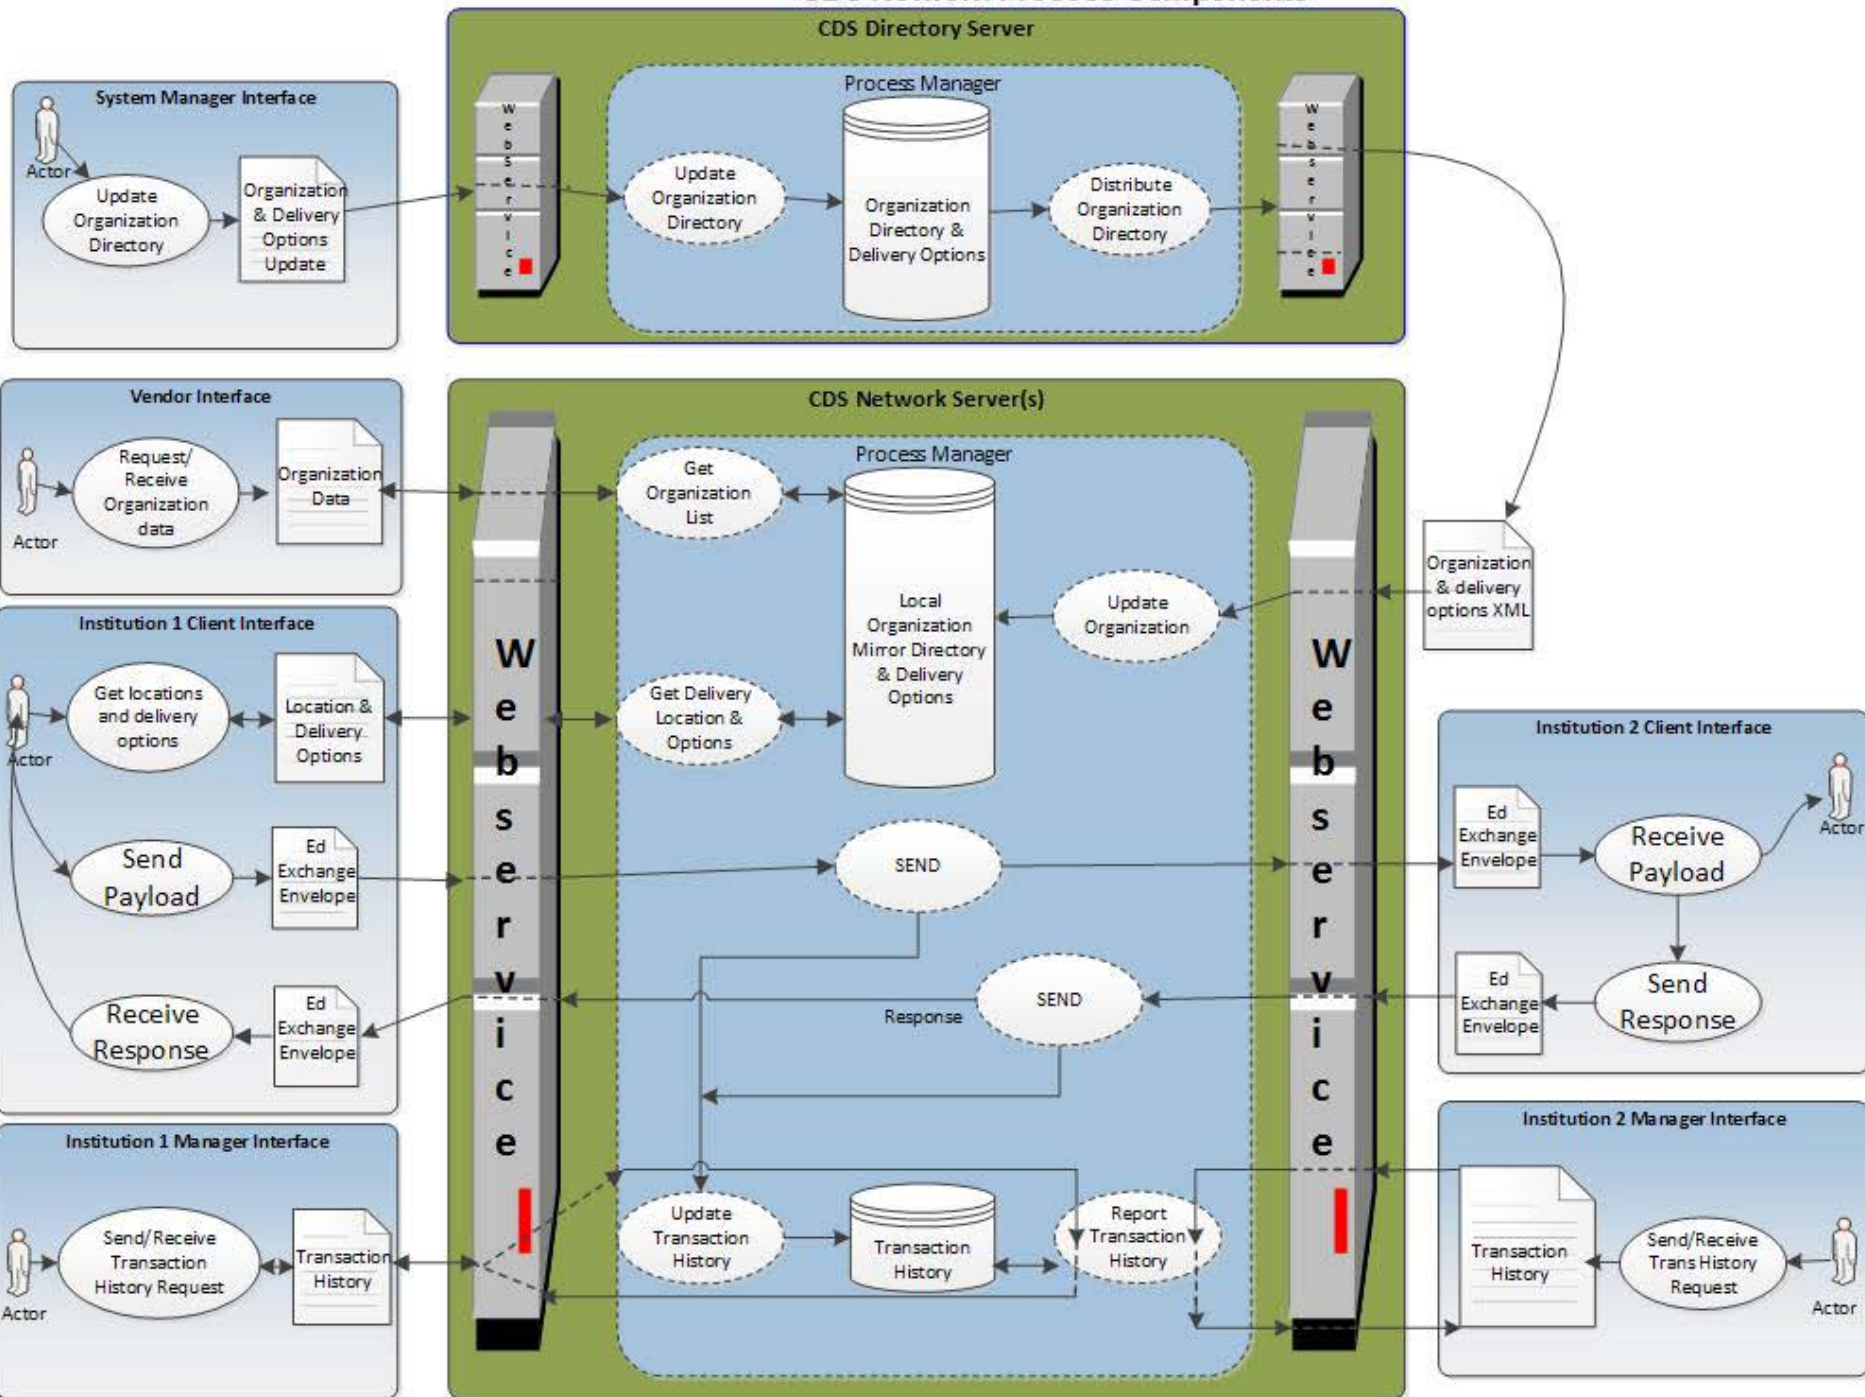 CDS Directory Server
System Manager Interface
Actor
Update
Organization
Directory
Organization
& Delivery
Options
Update
Webservice
Process Manager
Update
Organization
Directory
Organization
Directory &
Delivery Options
Distribute
Organization
Directory
Webservice
Vendor Interface
Actor
Request/
Receive
Organization
data
Organization
Data
CDS Network Server(s)
Webservice
Process Manager
Get
Organization
List
Local
Organization
Mirror Directory
& Delivery
Options
Update
Organization
Get Delivery
Location &
Options
SEND
SEND
Response
Update
Transaction
History
Transaction
History
Report
Transaction
History
Webservice
Organization
& delivery
options XML
Institution 1 Client Interface
Actor
Get locations
and delivery
options
Location &
Delivery
Options
Send
Payload
Ed
Exchange
Envelope
Receive
Response
Ed
Exchange
Envelope
Institution 2 Client Interface
Ed
Exchange
Envelope
Receive
Payload
Actor
Ed
Exchange
Envelope
Send
Response
Institution 1 Manager Interface
Actor
Send/Receive
Transaction
History Request
Transaction
History
Institution 2 Manager Interface
Transaction
History
Send/Receive
Trans History
Request
Actor